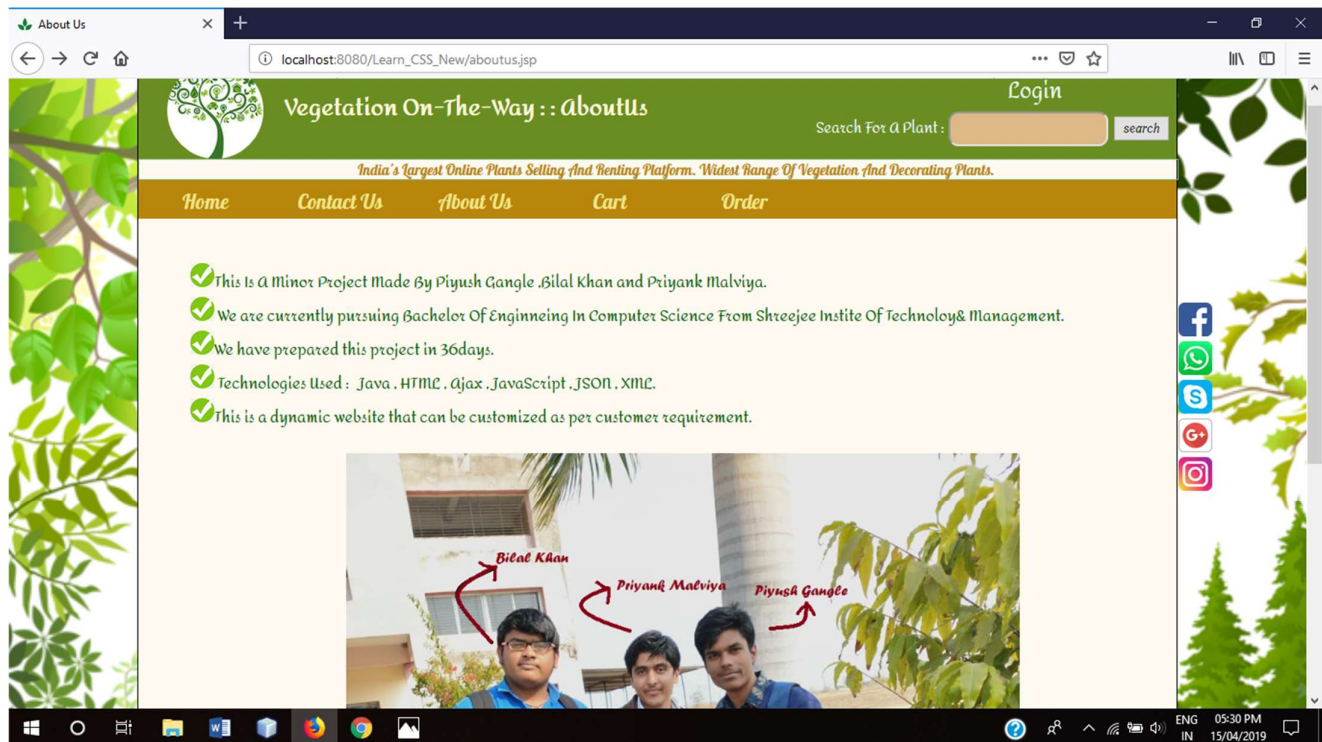 About Us
localhost:8080/Learn_CSS_New/aboutus.jsp
Login
Vegetation On-The-Way :: AboutUs
Search For A Plant : search
India's Largest Online Plants Selling And Renting Platform. Widest Range Of Vegetation And Decorating Plants.
Home Contact Us About Us Cart Order
This Is A Minor Project Made By Piyush Gangle ,Bilal Khan and Priyank Malviya.
We are currently pursuing Bachelor Of Enginneing In Computer Science From Shreejee Instite Of Technoloy& Management.
We have prepared this project in 36days.
Technologies Used : Java , HTML , Ajax , JavaScript , JSON , XML.
This is a dynamic website that can be customized as per customer requirement.
Bilal Khan
Priyank Malviya
Piyush Gangle
ENG 05:30 PM
IN 15/04/2019